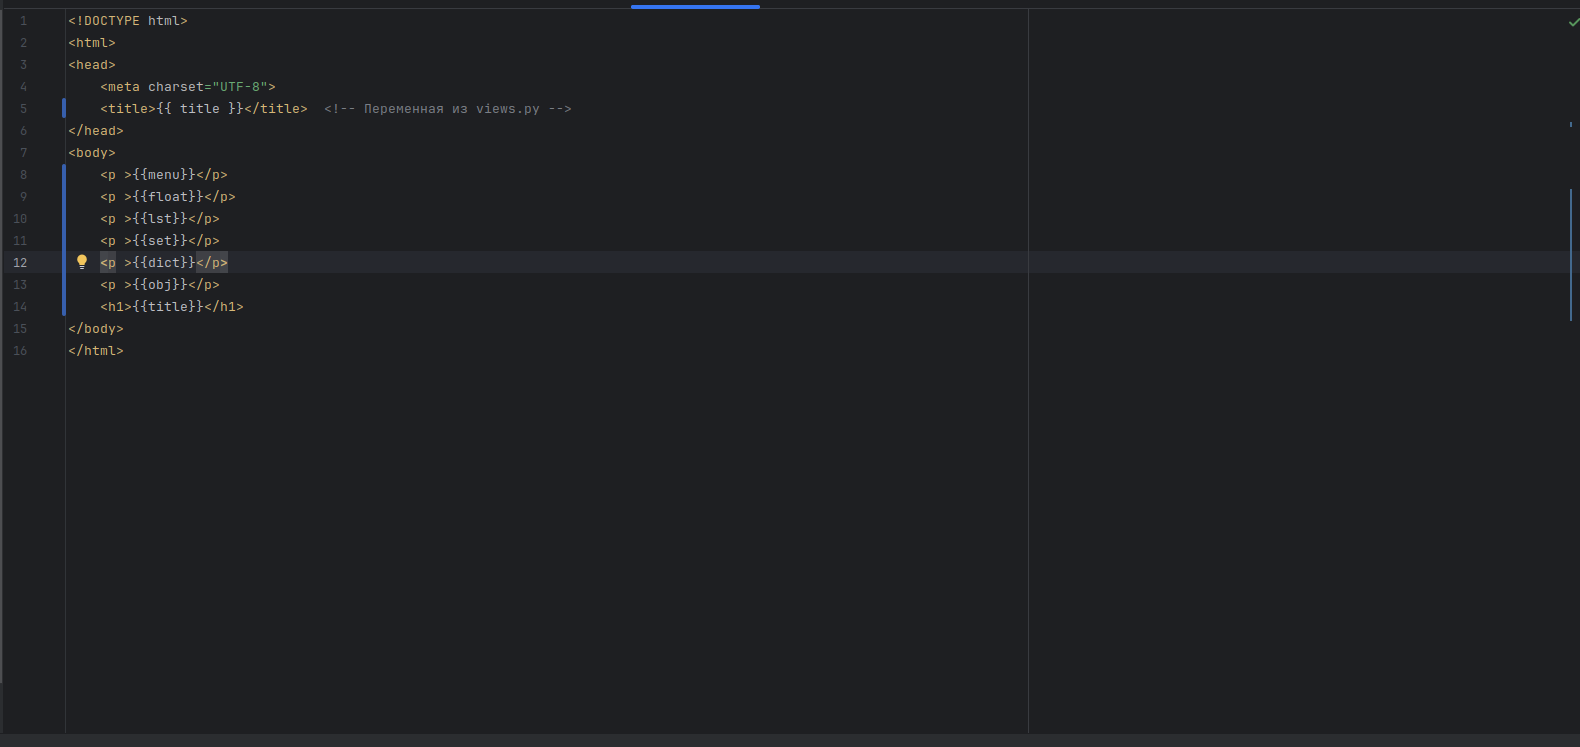 1 <!DOCTYPE html>
2 <html>
3 <head>
4     <meta charset="UTF-8">
5     <title>{{ title }}</title>  <!-- Переменная из views.py -->
6 </head>
7 <body>
8     <p >{{menu}}</p>
9     <p >{{float}}</p>
10     <p >{{lst}}</p>
11     <p >{{set}}</p>
12     <p >{{dict}}</p>
13     <p >{{obj}}</p>
14     <h1>{{title}}</h1>
15 </body>
16 </html>